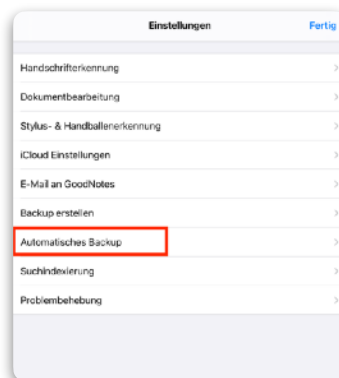 Einstellungen
Fertig
Handschrifterkennung
Dokumentbearbeitung
Stylus- & Handballenerkennung
iCloud Einstellungen
E-Mail an GoodNotes
Backup erstellen
Automatisches Backup
Suchindexierung
Problembehebung